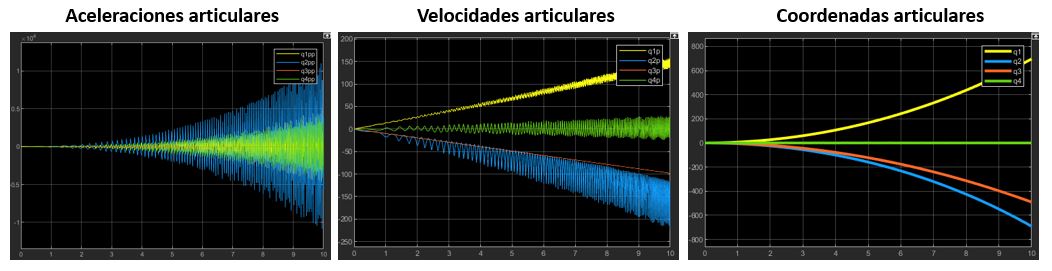 Aceleraciones articulares
×10⁴
1
0.5
0
-0.5
-1
0 1 2 3 4 5 6 7 8 9 10
q1pp
q2pp
q3pp
q4pp
Velocidades articulares
200
150
100
50
0
-50
-100
-150
-200
-250
0 1 2 3 4 5 6 7 8 9 10
q1p
q2p
q3p
q4p
Coordenadas articulares
800
600
400
200
0
-200
-400
-600
-800
0 1 2 3 4 5 6 7 8 9 10
q1
q2
q3
q4